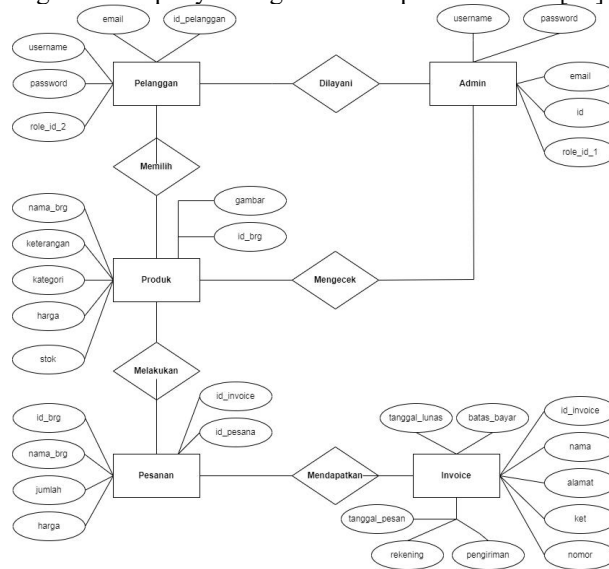 email
id_pelanggan
username
password
username
Pelanggan
Dilayani
Admin
email
password
id
role_id_2
role_id_1
Memilih
nama_brg
gambar
keterangan
id_brg
kategori
Produk
Mengecek
harga
stok
Melakukan
id_invoice
id_brg
tanggal_lunas
batas_bayar
id_invoice
id_pesana
nama_brg
nama
Pesanan
Mendapatkan
Invoice
jumlah
alamat
tanggal_pesan
ket
harga
rekening
pengiriman
nomor